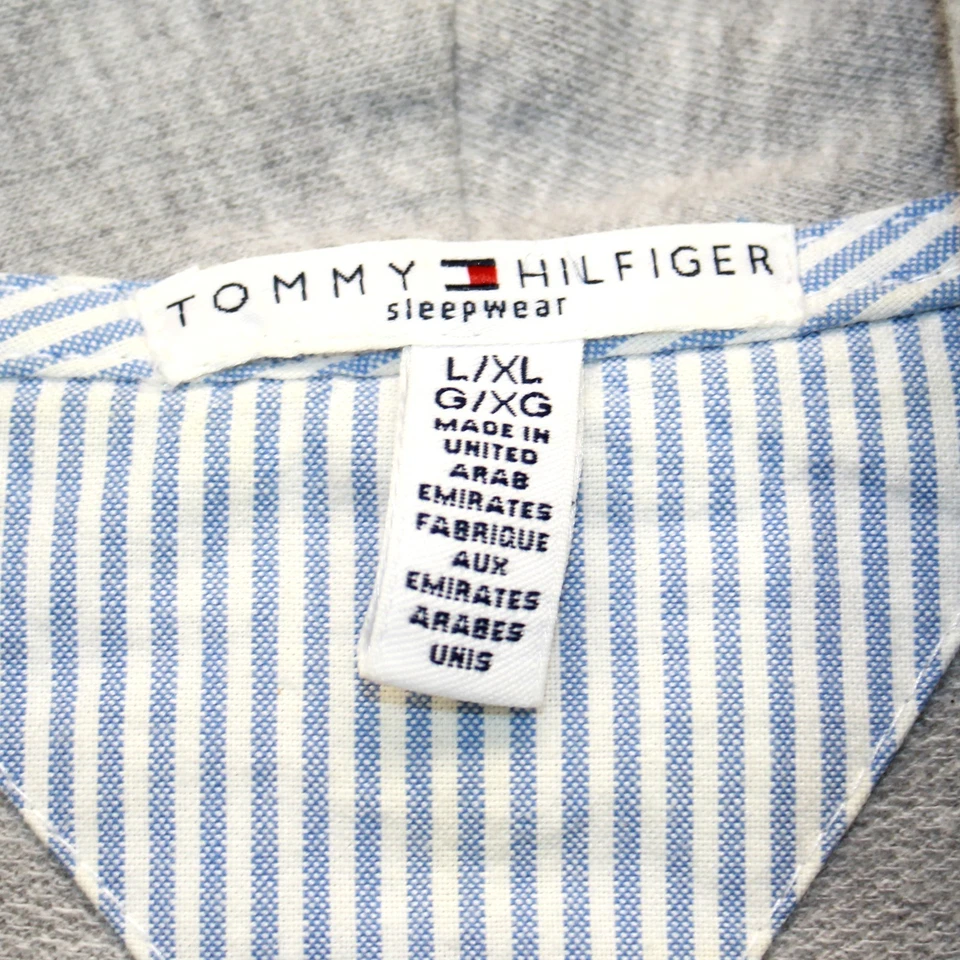 TOMMY HILFIGER
sleepwear
L/XL
G/XG
MADE IN
UNITED
ARAB
EMIRATES
FABRIQUE
AUX
EMIRATES
ARABES
UNIS